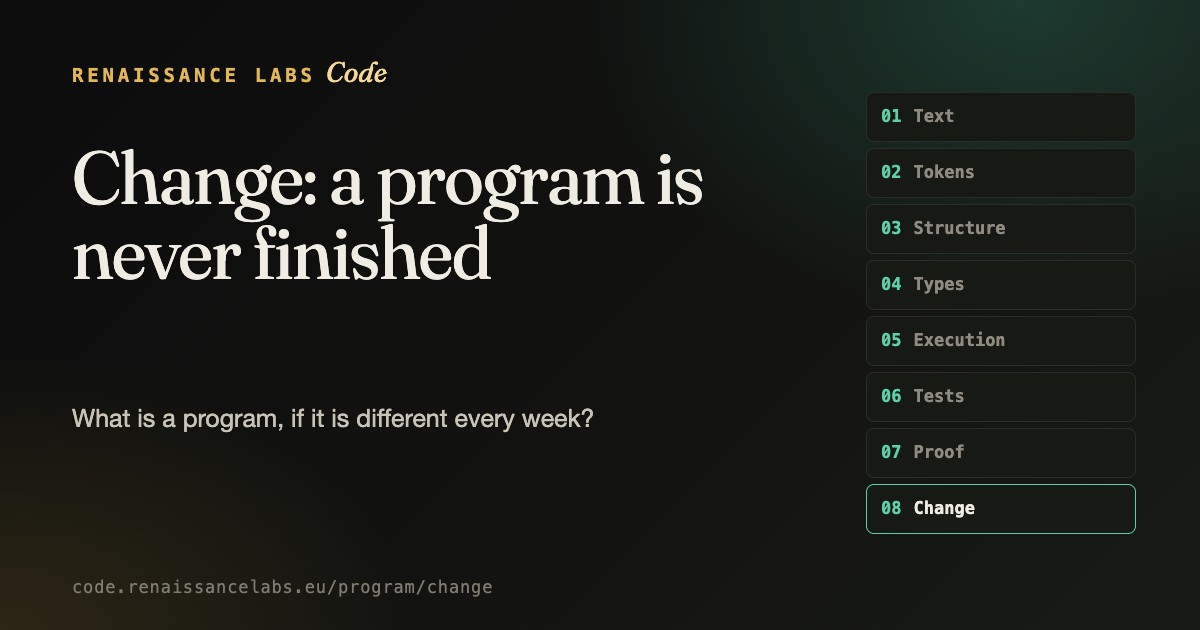 RENAISSANCE LABS Code
Change: a program is
never finished
What is a program, if it is different every week?
code.renaissancelabs.eu/program/change
01 Text
02 Tokens
03 Structure
04 Types
05 Execution
06 Tests
07 Proof
08 Change